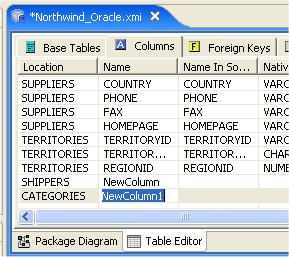 *Northwind_Oracle.xmi
Base Tables Columns Foreign Keys
Location Name Name In So... Nativ
SUPPLIERS COUNTRY COUNTRY VARC
SUPPLIERS PHONE PHONE VARC
SUPPLIERS FAX FAX VARC
SUPPLIERS HOMEPAGE HOMEPAGE VARC
TERRITORIES TERRITORYID TERRITORYID VARC
TERRITORIES TERRITOR... TERRITOR... CHAR
TERRITORIES REGIONID REGIONID NUME
SHIPPERS NewColumn
CATEGORIES NewColumn1
Package Diagram Table Editor